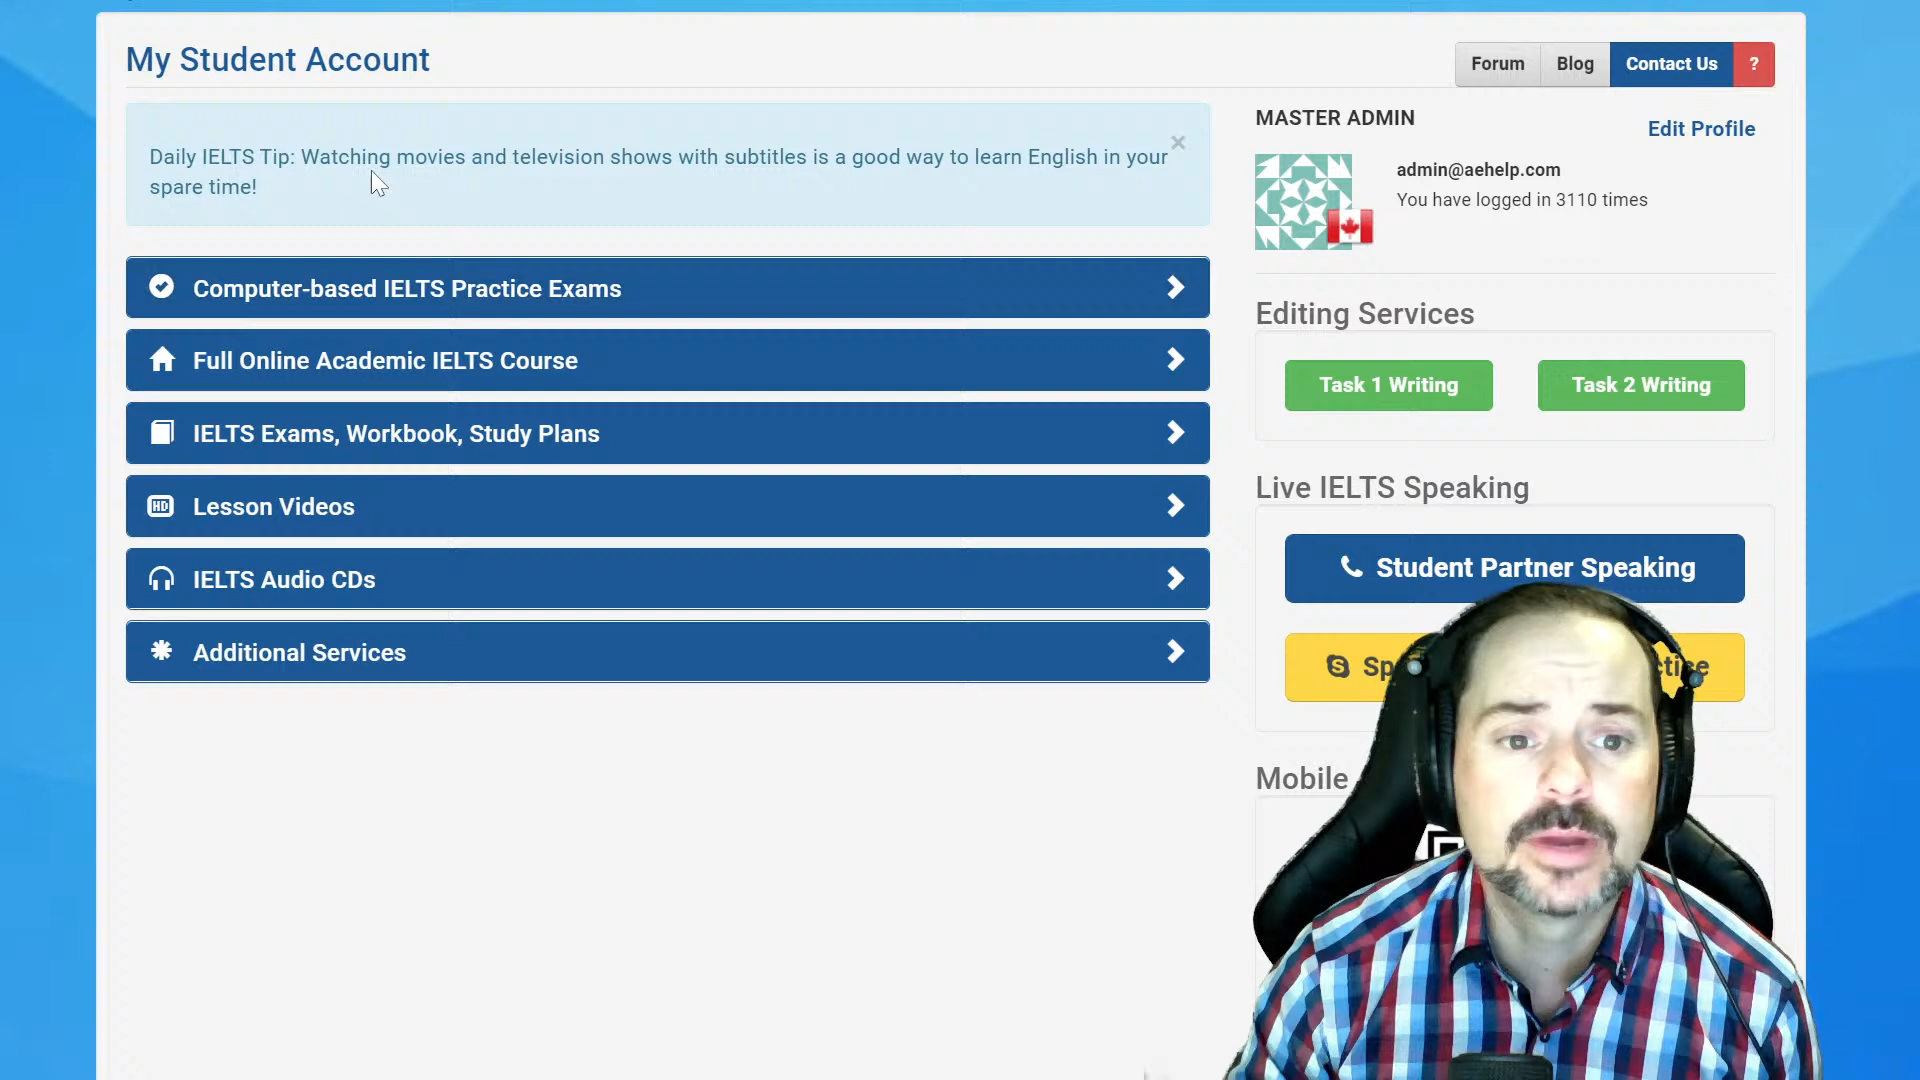 My Student Account
Forum
Blog
Contact Us
?
Daily IELTS Tip: Watching movies and television shows with subtitles is a good way to learn English in your
spare time!
×
MASTER ADMIN
Edit Profile
admin@aehelp.com
You have logged in 3110 times
Computer-based IELTS Practice Exams
Full Online Academic IELTS Course
IELTS Exams, Workbook, Study Plans
HD Lesson Videos
IELTS Audio CDs
Additional Services
Editing Services
Task 1 Writing
Task 2 Writing
Live IELTS Speaking
Student Partner Speaking
Mobile